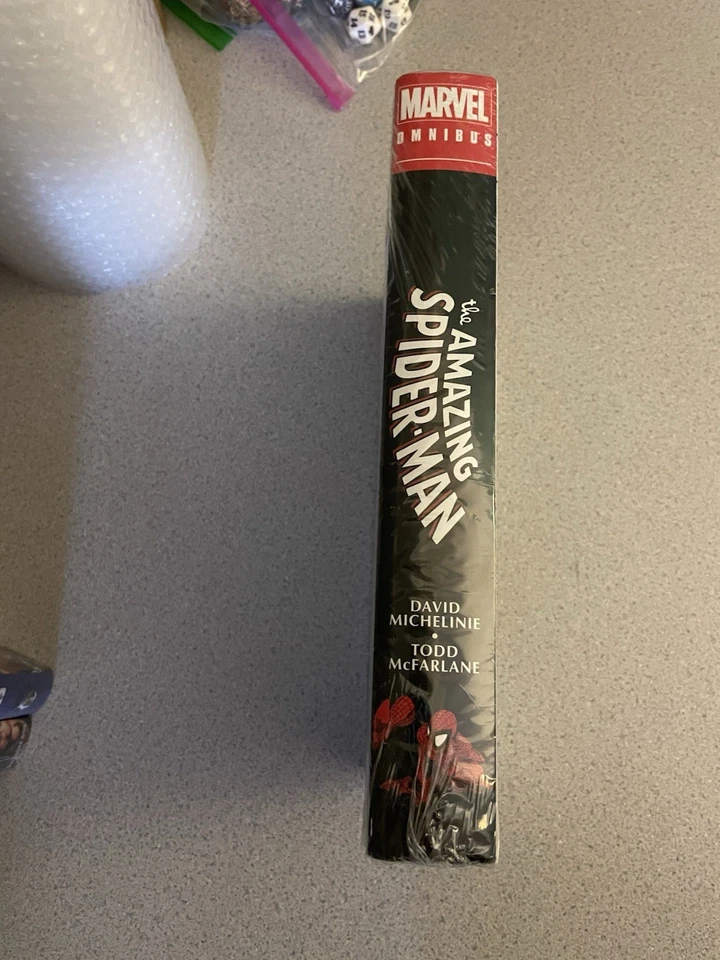 MARVEL
OMNIBUS
the AMAZING
SPIDER-MAN
DAVID
MICHELINIE
•
TODD
McFARLANE